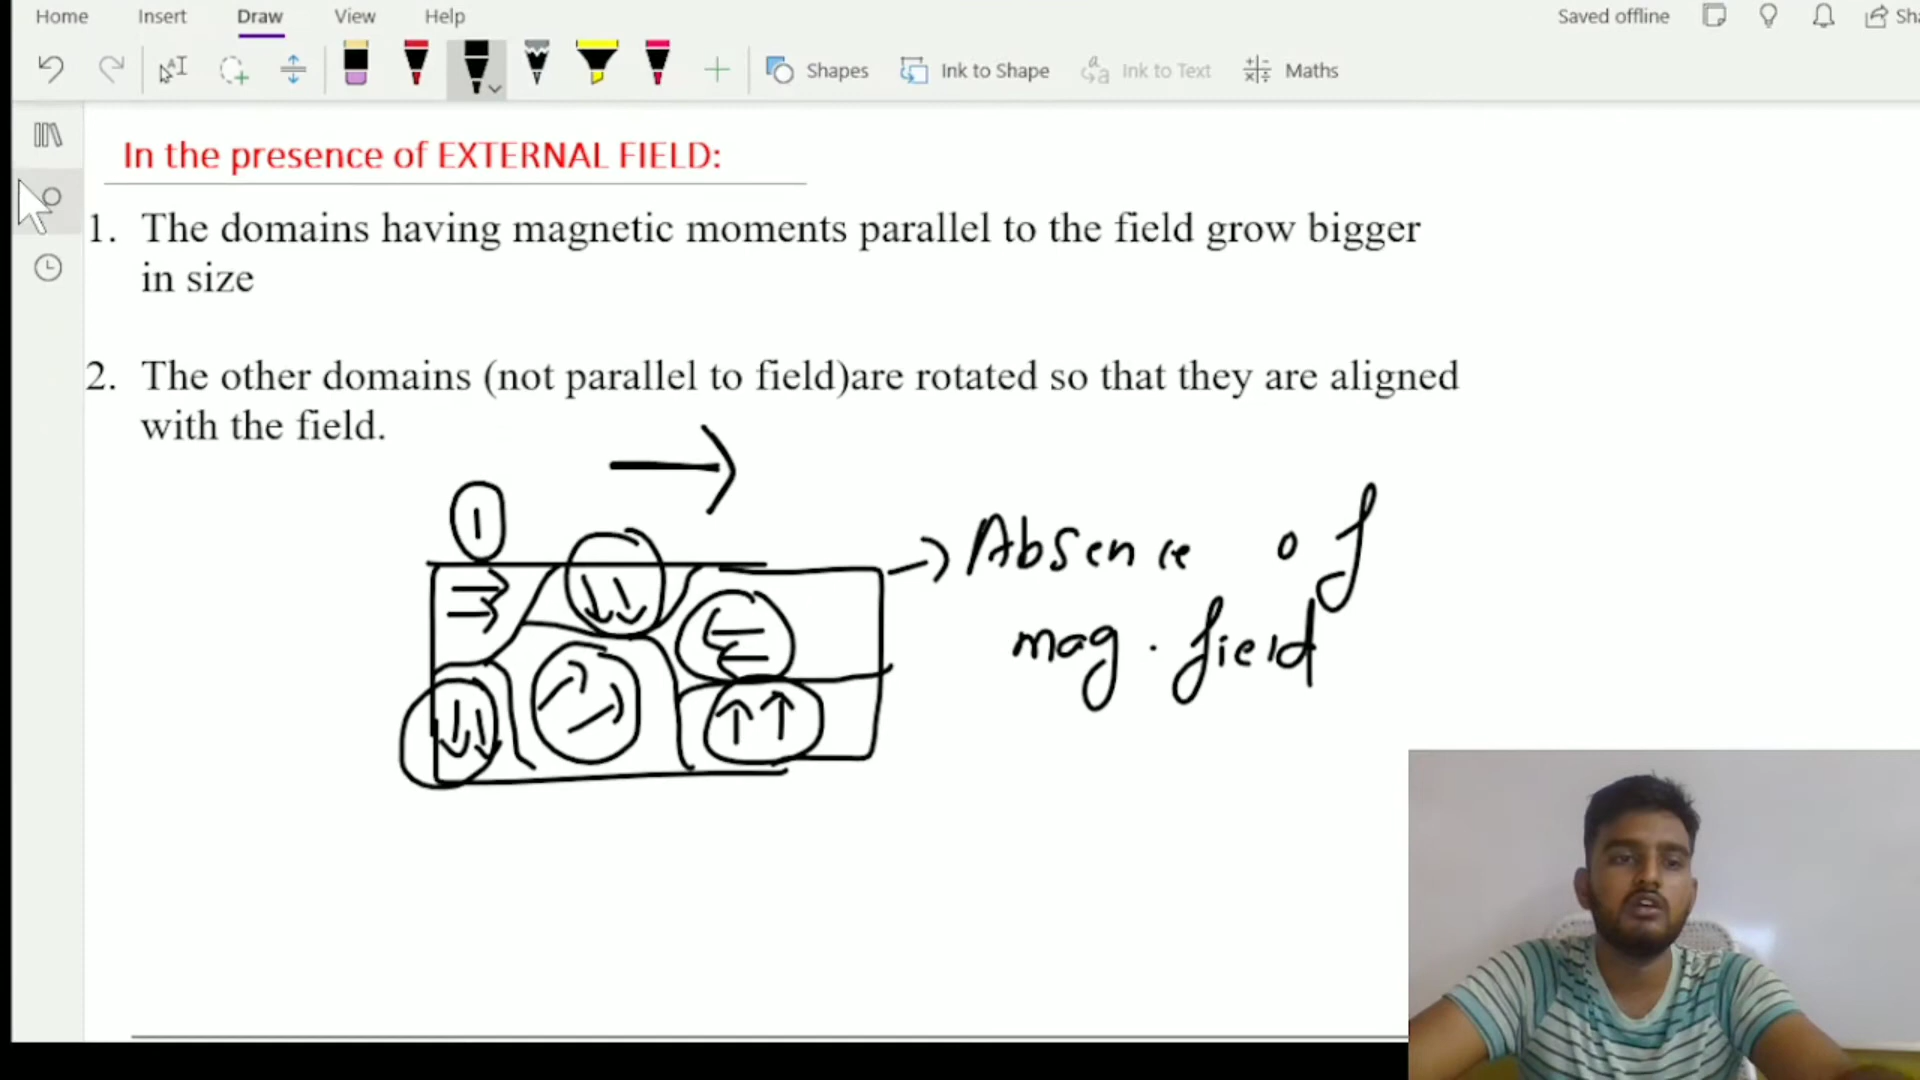 Home Insert Draw View Help Saved offline Sha
Shapes Ink to Shape Ink to Text Maths
In the presence of EXTERNAL FIELD:
1. The domains having magnetic moments parallel to the field grow bigger
in size
2. The other domains (not parallel to field)are rotated so that they are aligned
with the field.
1
Absence of
mag. field